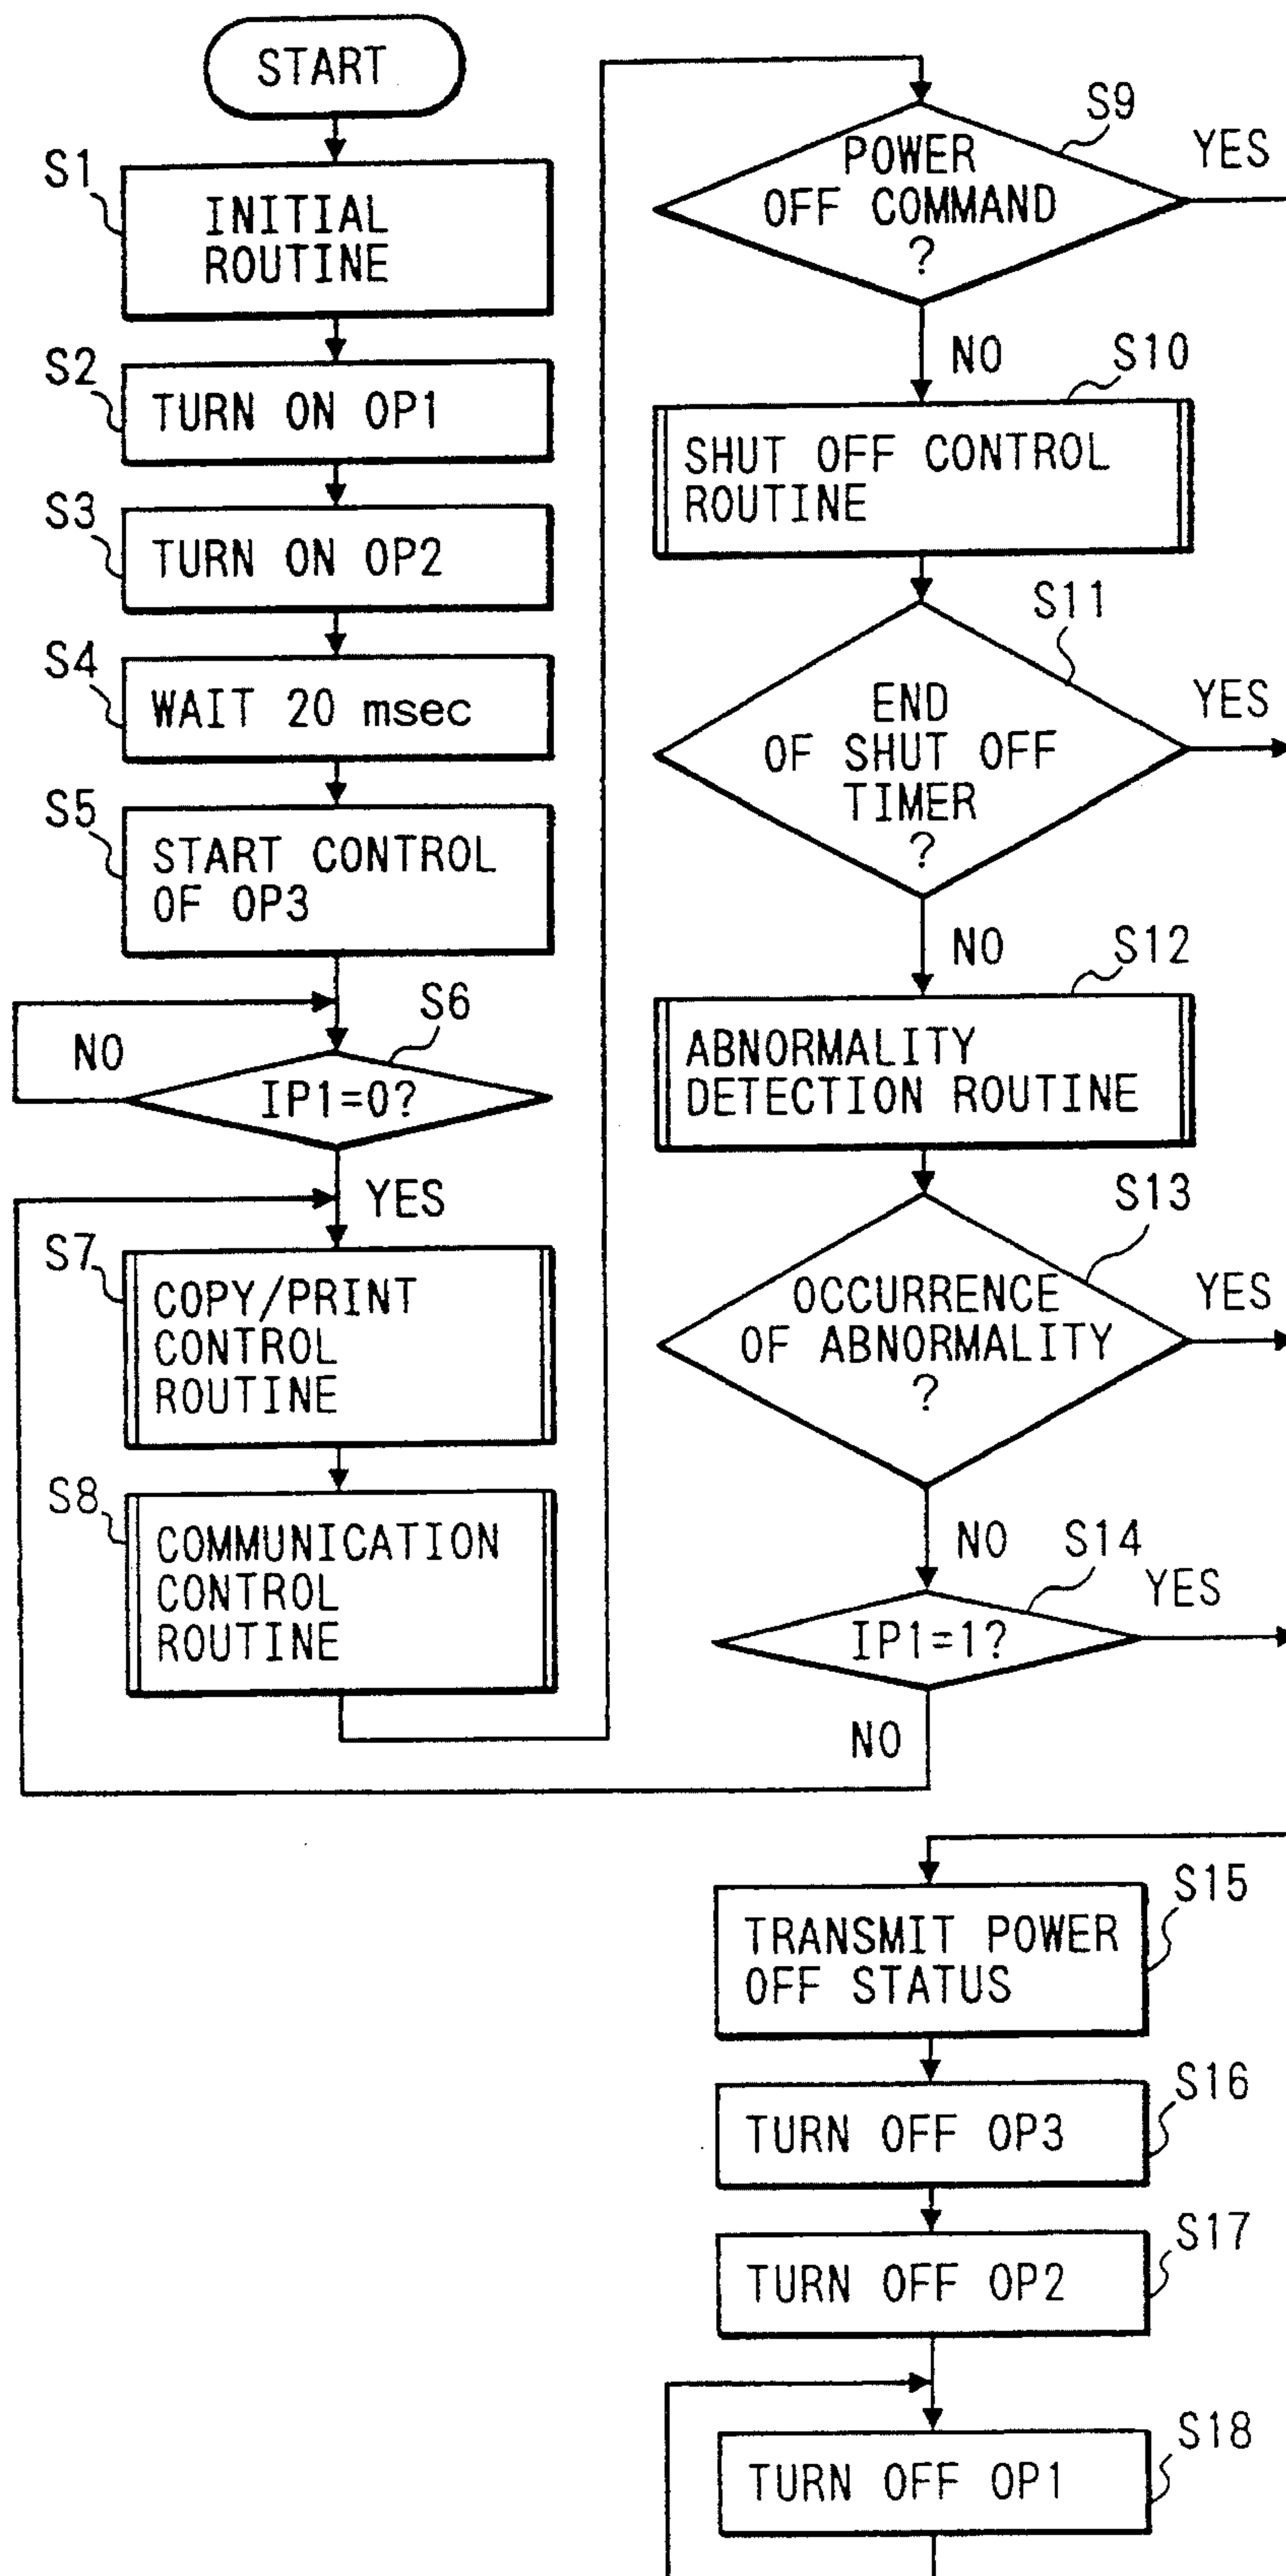 START
S1
INITIAL
ROUTINE
S2
TURN ON OP1
S3
TURN ON OP2
S4
WAIT 20 msec
S5
START CONTROL
OF OP3
S6
NO
IP1=0?
YES
S7
COPY/PRINT
CONTROL
ROUTINE
S8
COMMUNICATION
CONTROL
ROUTINE
S9
YES
POWER
OFF COMMAND
?
NO
S10
SHUT OFF CONTROL
ROUTINE
S11
YES
END
OF SHUT OFF
TIMER
?
NO
S12
ABNORMALITY
DETECTION ROUTINE
S13
YES
OCCURRENCE
OF ABNORMALITY
?
NO
S14
YES
IP1=1?
NO
S15
TRANSMIT POWER
OFF STATUS
S16
TURN OFF OP3
S17
TURN OFF OP2
S18
TURN OFF OP1